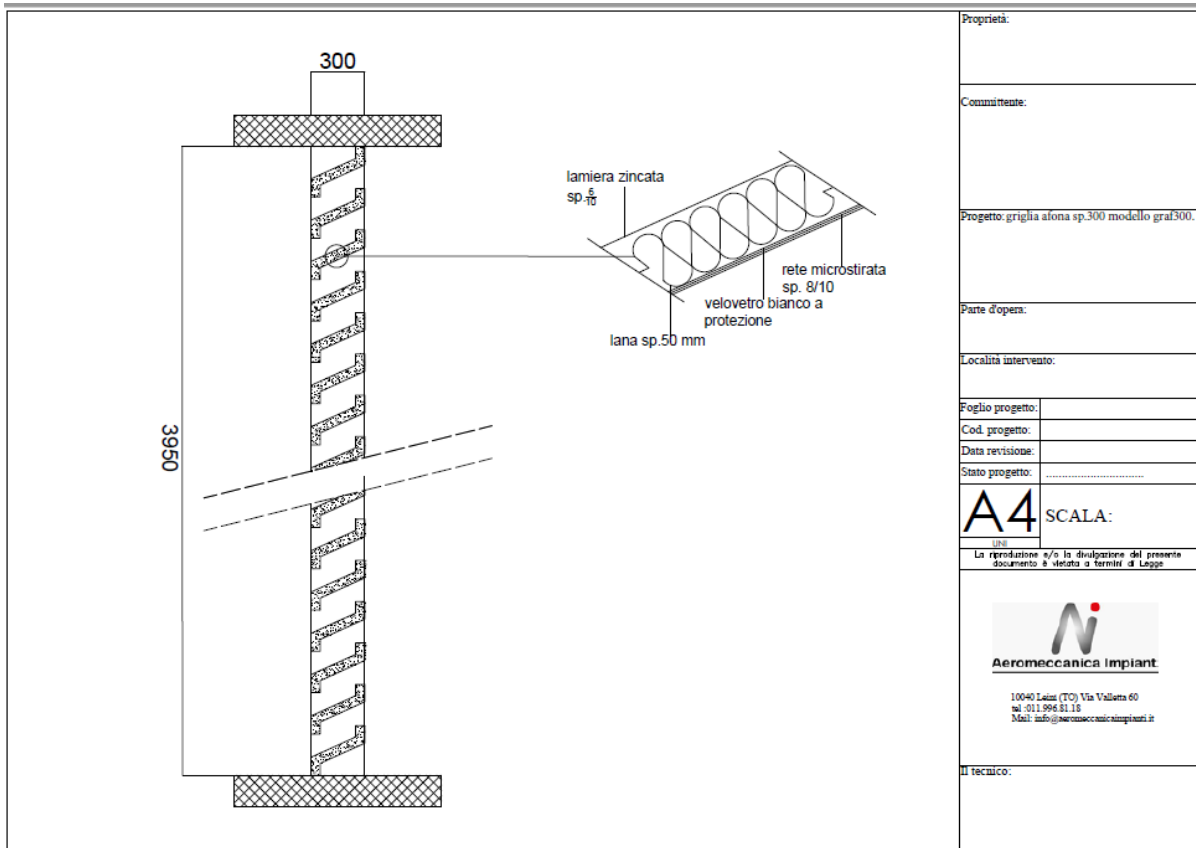 300
3950
lamiera zincata
sp. 6/10
rete microstirata
sp. 8/10
velovetro bianco a
protezione
lana sp.50 mm
Proprietà:
Committente:
Progetto: griglia afona sp.300 modello graf300.
Parte d'opera:
Località intervento:
Foglio progetto:
Cod. progetto:
Data revisione:
Stato progetto: ..............................
A4
UNI
SCALA:
La riproduzione e/o la divulgazione del presente
documento è vietata a termini di Legge
Ai
Aeromeccanica Impiant
10040 Leinì (TO) Via Valletta 60
tel :011.996.81.18
Mail: info@aeromeccanicaimpianti.it
Il tecnico: